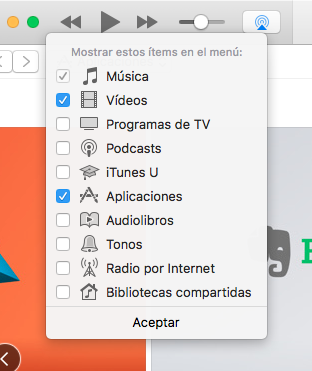 Mostrar estos ítems en el menú:
Música
Vídeos
Programas de TV
Podcasts
iTunes U
Aplicaciones
Audiolibros
Tonos
Radio por Internet
Bibliotecas compartidas
Aceptar